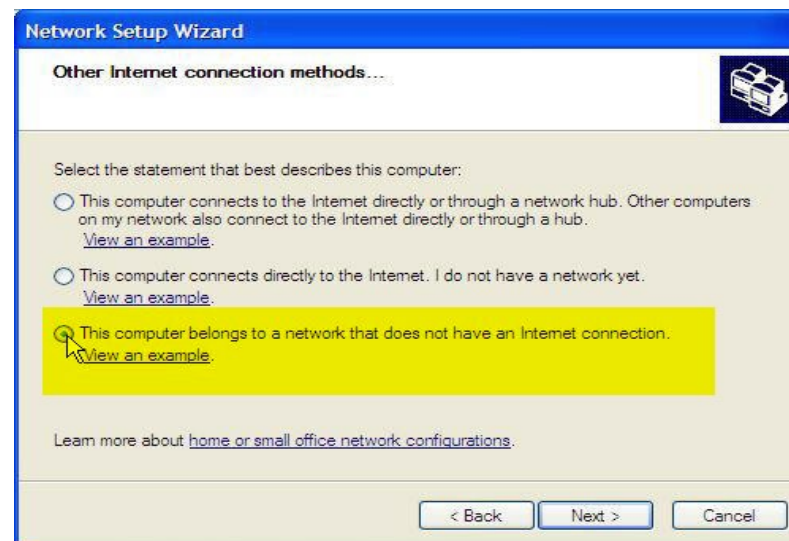 Network Setup Wizard
Other Internet connection methods...
Select the statement that best describes this computer:
This computer connects to the Internet directly or through a network hub. Other computers
on my network also connect to the Internet directly or through a hub.
View an example.
This computer connects directly to the Internet. I do not have a network yet.
View an example.
This computer belongs to a network that does not have an Internet connection.
View an example.
Learn more about home or small office network configurations.
< Back Next > Cancel